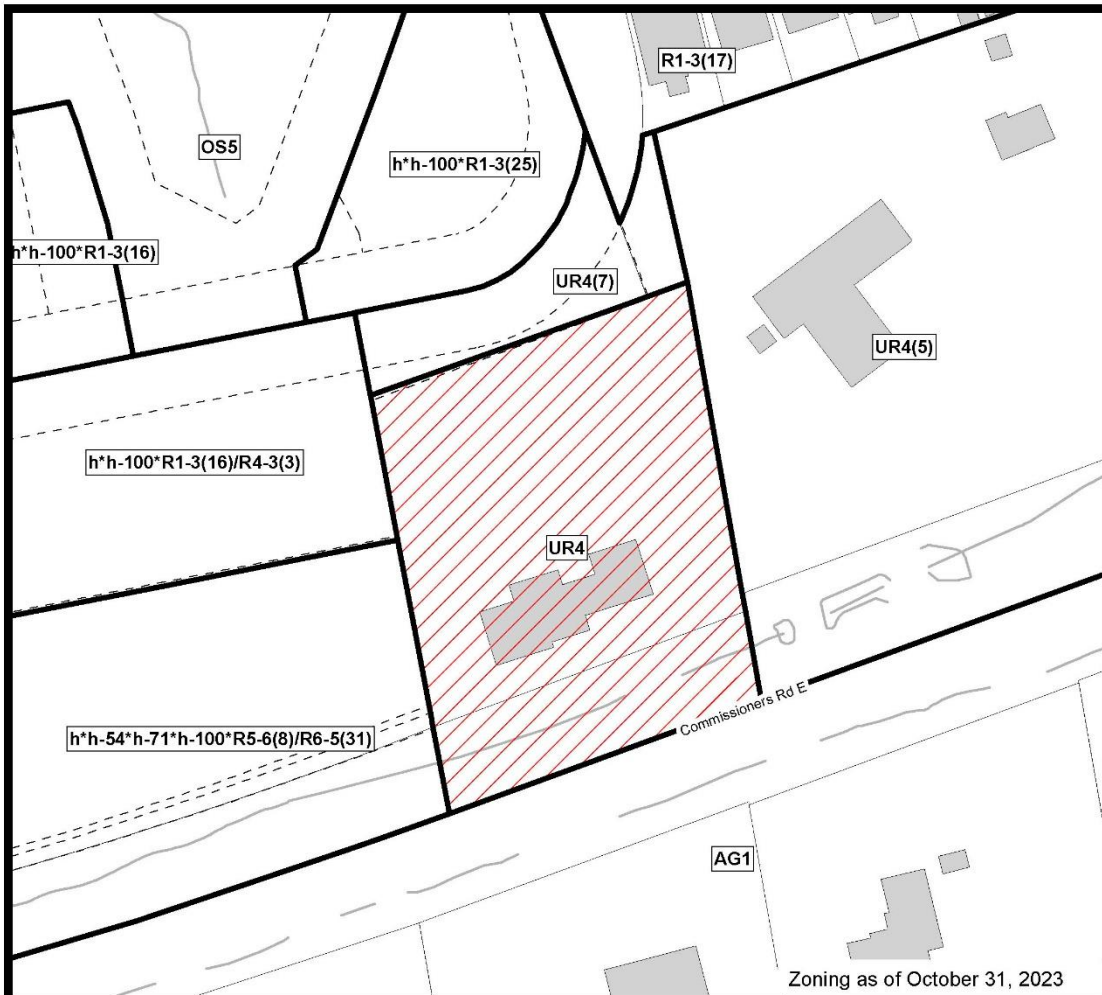 R1-3(17)
OS5
h*h-100*R1-3(25)
h*h-100*R1-3(16)
UR4(7)
UR4(5)
h*h-100*R1-3(16)/R4-3(3)
UR4
Commissioners Rd E
h*h-54*h-71*h-100*R5-6(8)/R6-5(31)
AG1
Zoning as of October 31, 2023